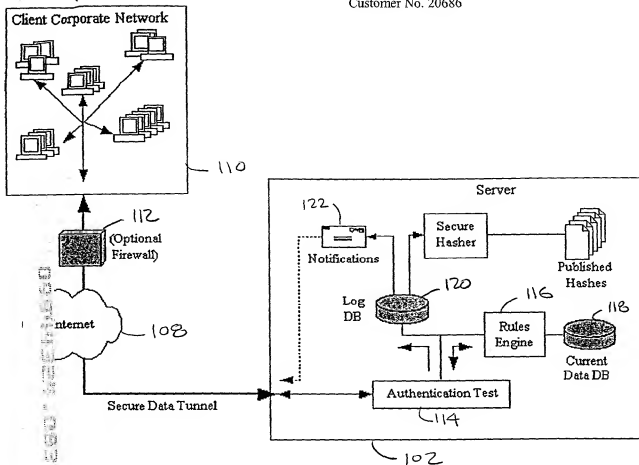 Customer No. 20686
Client Corporate Network
110
112
(Optional
Firewall)
nternet
108
Secure Data Tunnel
Server
122
Notifications
Secure
Hasher
Published
Hashes
120
Log
DB
116
Rules
Engine
118
Current
Data DB
Authentication Test
114
102